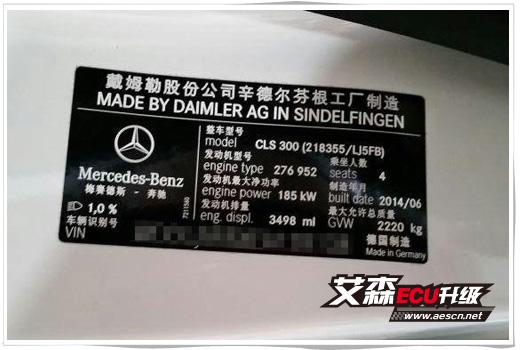 戴姆勒股份公司辛德尔芬根工厂制造
MADE BY DAIMLER AG IN SINDELFINGEN
整车型号
model CLS 300 (218355/LJ5FB)
发动机型号 乘坐人数
engine type 276 952 seats 4
发动机最大净功率 制造年月
engine power 185 kW built date 2014/06
发动机排量 最大允许总质量
eng. displ. 3498 ml GVW 2220 kg
德国制造
Made in Germany
Mercedes-Benz
梅赛德斯-奔驰
1,0 %
车辆识别号
VIN
7211560
艾森ECU升级
www.aescn.net